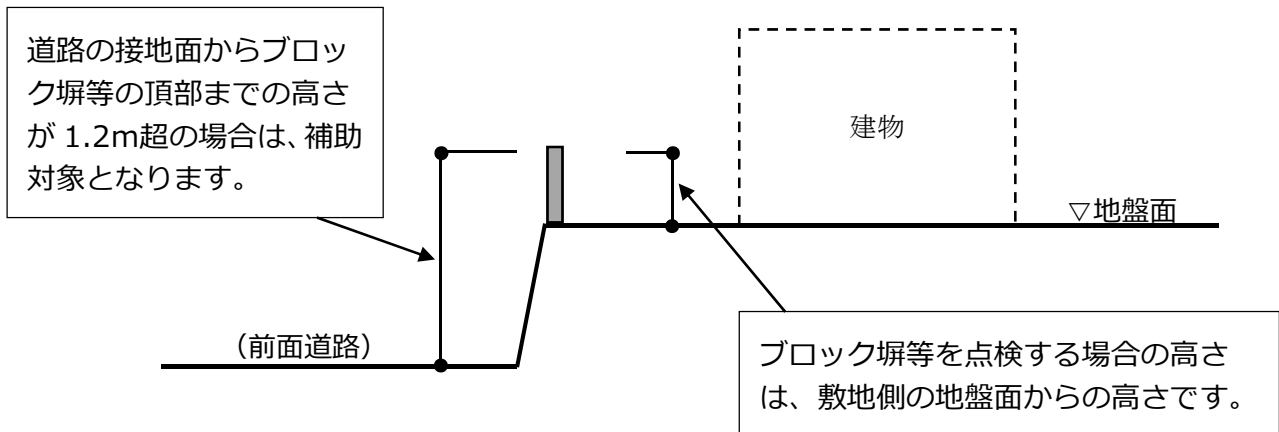 道路の接地面からブロッ
ク塀等の頂部までの高さ
が 1.2m超の場合は、補助
対象となります。
建物
▽地盤面
(前面道路)
ブロック塀等を点検する場合の高さ
は、敷地側の地盤面からの高さです。